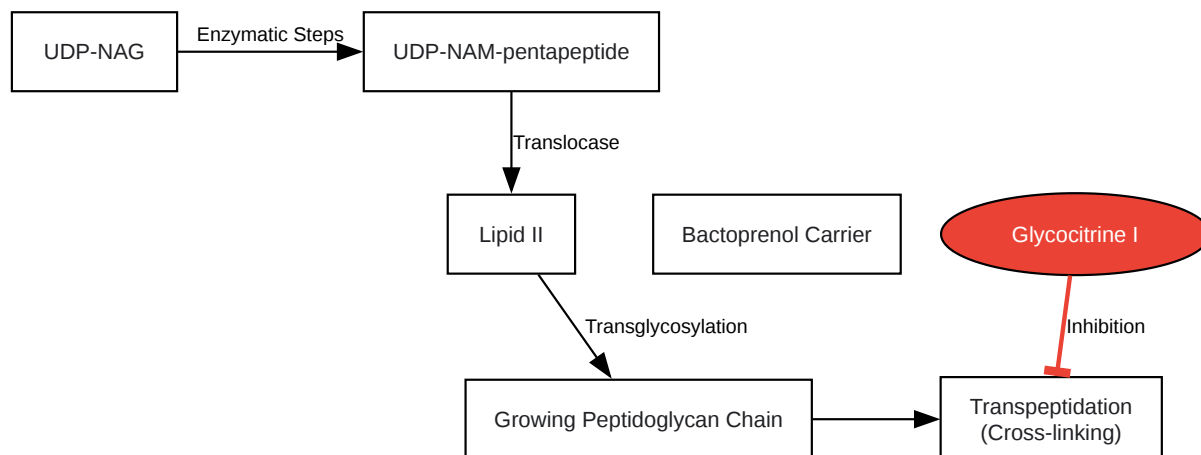 UDP-NAG
Enzymatic Steps
UDP-NAM-pentapeptide
Translocase
Lipid II
Bactoprenol Carrier
Glycocitrine I
Transglycosylation
Inhibition
Growing Peptidoglycan Chain
Transpeptidation
(Cross-linking)